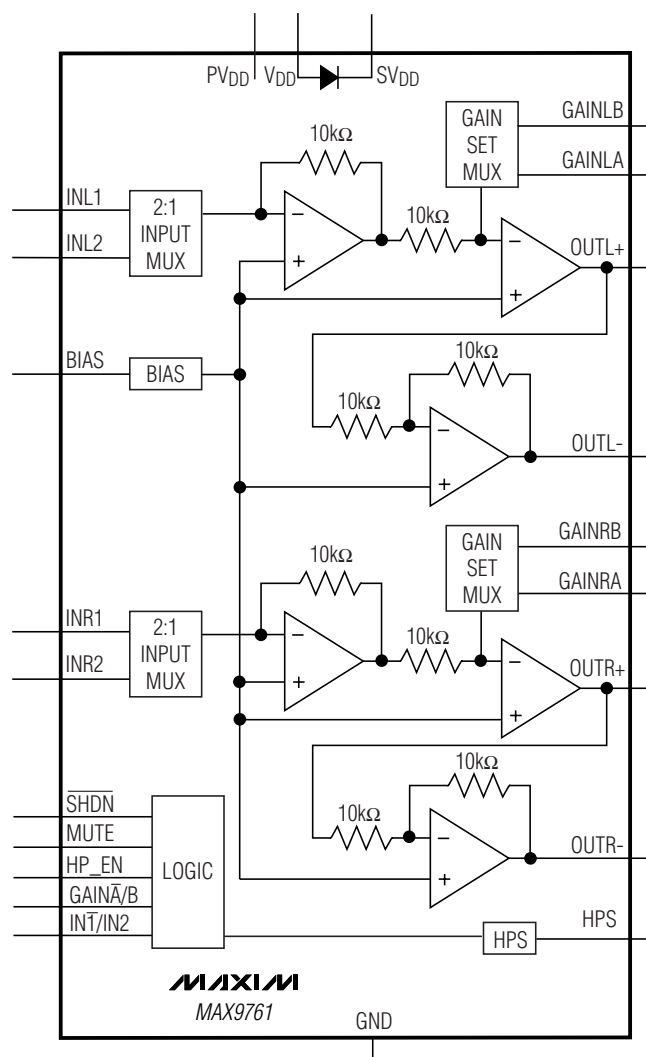 PVDD VDD SVDD
10kΩ
GAIN
SET
MUX
GAINLB
GAINLA
INL1
INL2
2:1
INPUT
MUX
−
+
10kΩ
−
+
OUTL+
BIAS
BIAS
10kΩ
10kΩ
−
+
OUTL-
10kΩ
GAIN
SET
MUX
GAINRB
GAINRA
INR1
INR2
2:1
INPUT
MUX
−
+
10kΩ
−
+
OUTR+
10kΩ
10kΩ
−
+
OUTR-
S̅H̅D̅N̅
MUTE
HP_EN
GAINA̅/B
IN1̅/IN2
LOGIC
HPS
HPS
MAXIM
MAX9761
GND